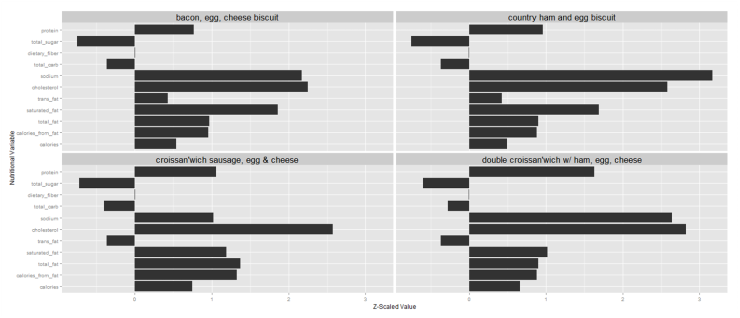 bacon, egg, cheese biscuit
country ham and egg biscuit
protein
total_sugar
dietary_fiber
total_carb
sodium
cholesterol
trans_fat
saturated_fat
total_fat
calories_from_fat
calories
croissan'wich sausage, egg & cheese
double croissan'wich w/ ham, egg, cheese
protein
total_sugar
dietary_fiber
total_carb
sodium
cholesterol
trans_fat
saturated_fat
total_fat
calories_from_fat
calories
0 1 2 3 0 1 2 3
Z-Scaled Value
Nutritional Variable